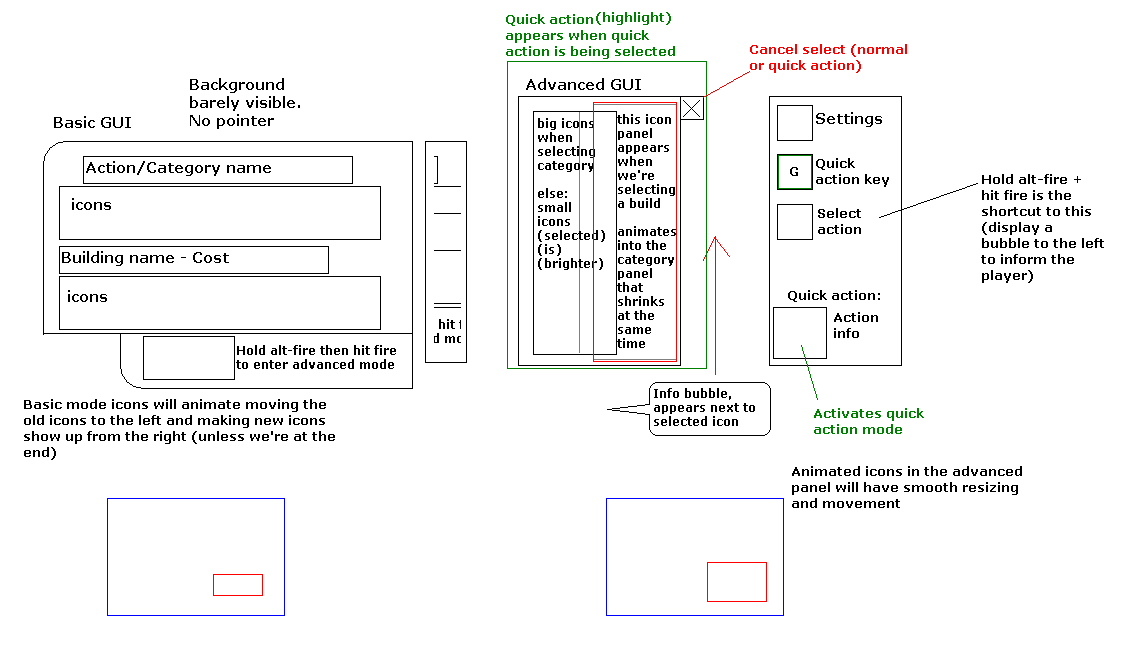 Quick action(highlight)
appears when quick
action is being selected
Cancel select (normal
or quick action)
Background
barely visible.
No pointer
Basic GUI
Advanced GUI
Action/Category name
icons
Building name - Cost
icons
Hold alt-fire then hit fire
to enter advanced mode
hit f
d mo
big icons
when
selecting
category
else:
small
icons
(selected)
(is)
(brighter)
this icon
panel
appears
when
we're
selecting
a build
animates
into the
category
panel
that
shrinks
at the
same
time
Settings
G
Quick
action key
Select
action
Quick action:
Action
info
Hold alt-fire +
hit fire is the
shortcut to this
(display a
bubble to the left
to inform the
player)
Basic mode icons will animate moving the
old icons to the left and making new icons
show up from the right (unless we're at the
end)
Info bubble,
appears next to
selected icon
Activates quick
action mode
Animated icons in the advanced
panel will have smooth resizing
and movement